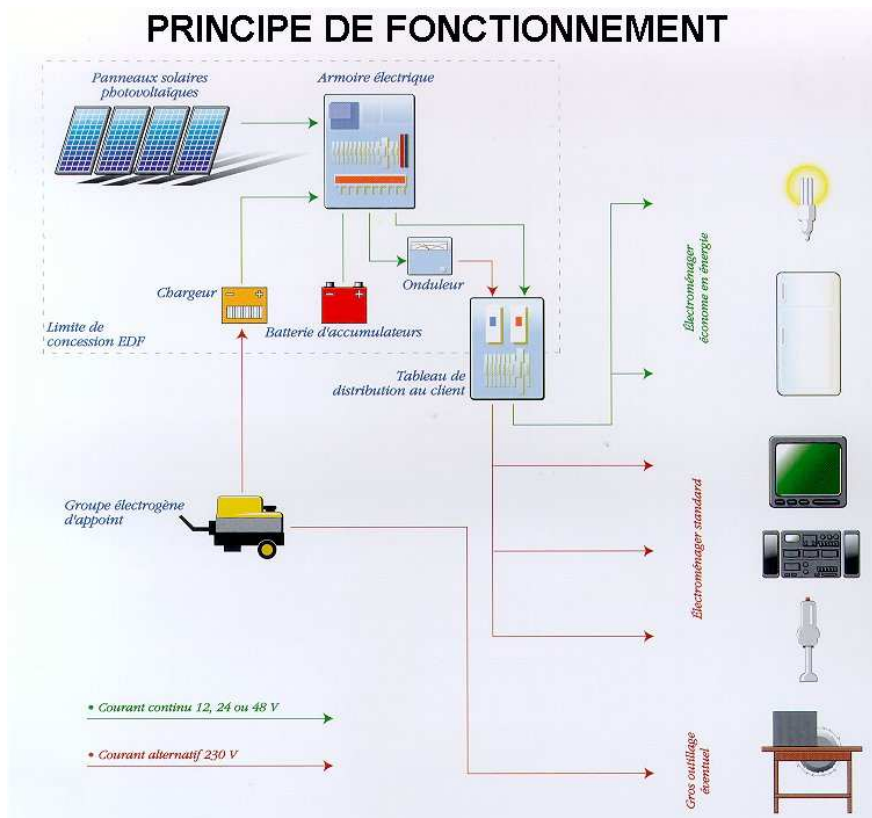 PRINCIPE DE FONCTIONNEMENT
Panneaux solaires
photovoltaïques
Armoire électrique
Chargeur
Batterie d'accumulateurs
Onduleur
Limite de
concession EDF
Tableau de
distribution au client
Électroménager
économe en énergie
Groupe électrogène
d'appoint
Électroménager standard
• Courant continu 12, 24 ou 48 V
• Courant alternatif 230 V
Gros outillage
éventuel